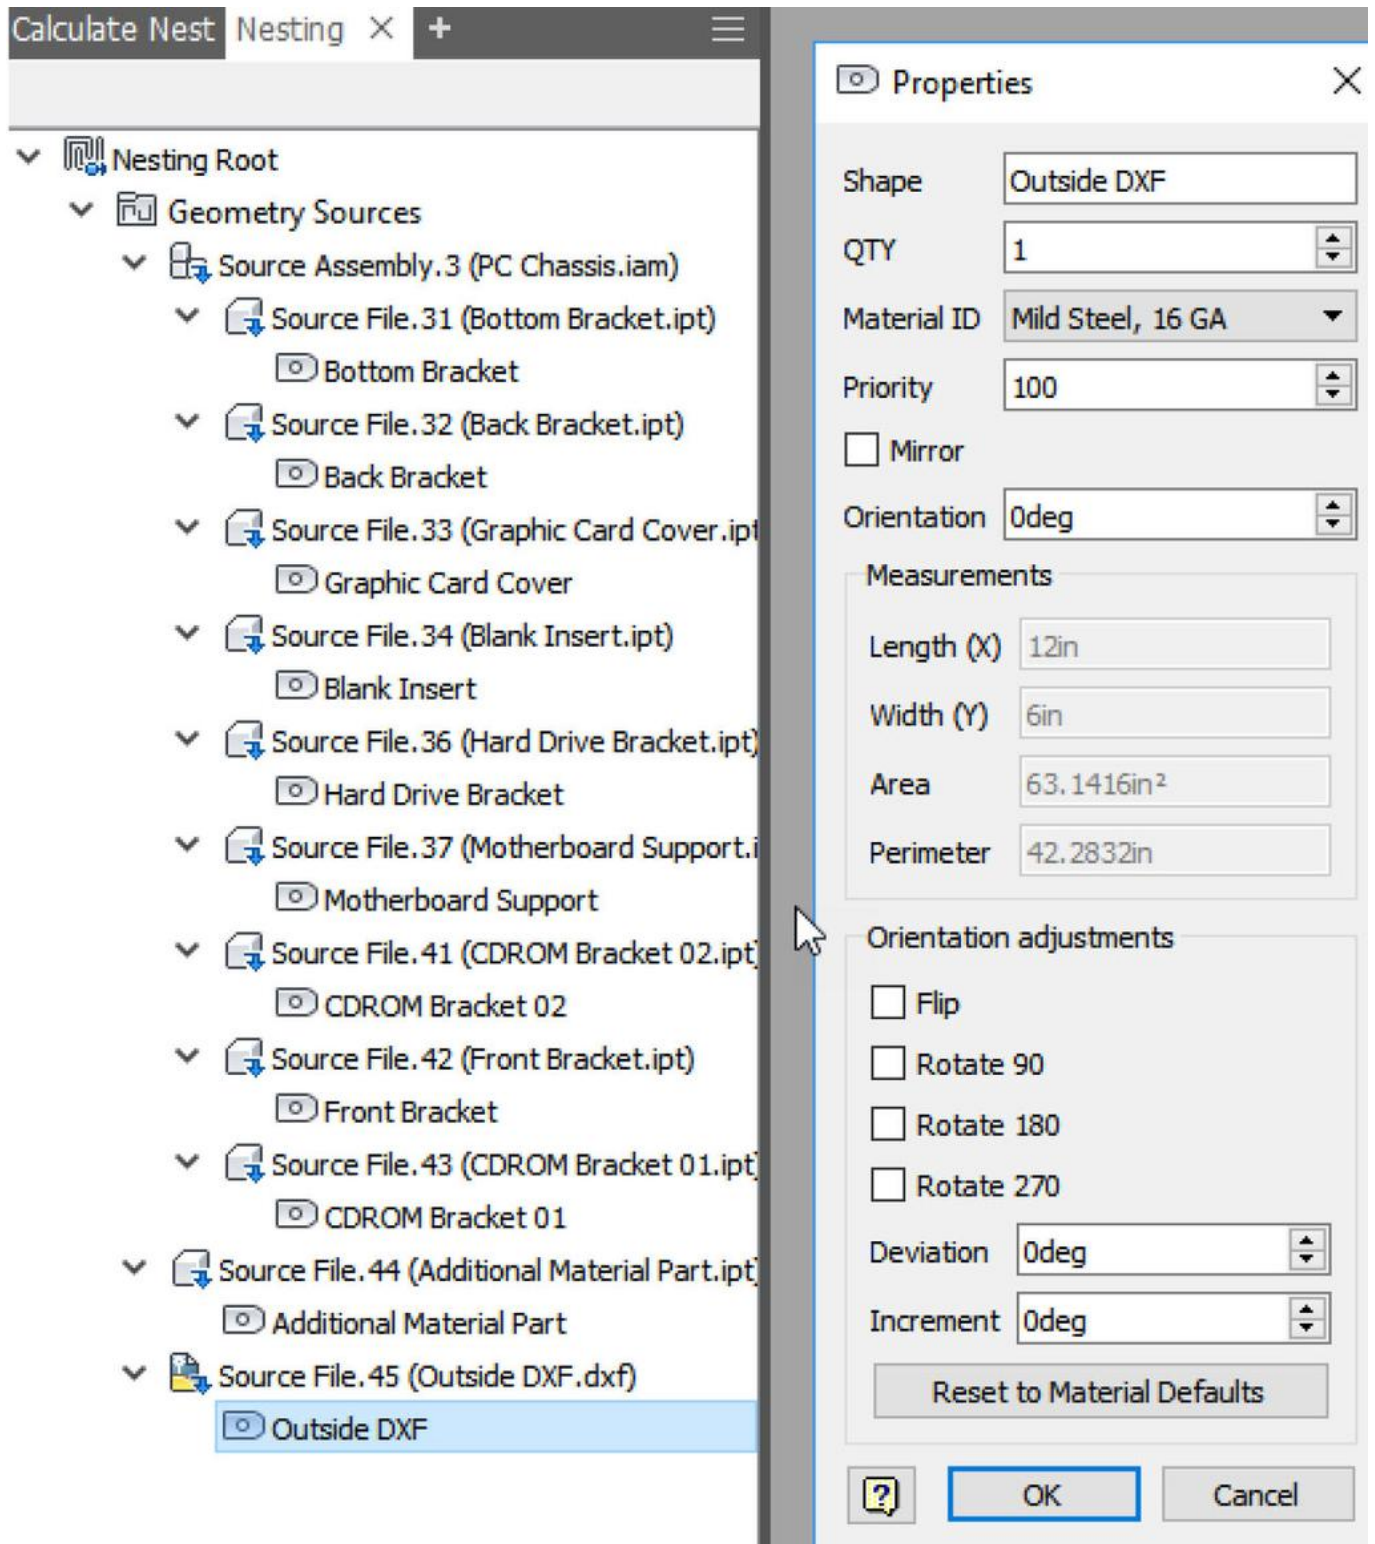 Calculate Nest Nesting
Nesting Root
Geometry Sources
Source Assembly.3 (PC Chassis.iam)
Source File.31 (Bottom Bracket.ipt)
Bottom Bracket
Source File.32 (Back Bracket.ipt)
Back Bracket
Source File.33 (Graphic Card Cover.ipt
Graphic Card Cover
Source File.34 (Blank Insert.ipt)
Blank Insert
Source File.36 (Hard Drive Bracket.ipt)
Hard Drive Bracket
Source File.37 (Motherboard Support.i
Motherboard Support
Source File.41 (CDROM Bracket 02.ipt)
CDROM Bracket 02
Source File.42 (Front Bracket.ipt)
Front Bracket
Source File.43 (CDROM Bracket 01.ipt)
CDROM Bracket 01
Source File.44 (Additional Material Part.ipt)
Additional Material Part
Source File.45 (Outside DXF.dxf)
Outside DXF
Properties
Shape Outside DXF
QTY 1
Material ID Mild Steel, 16 GA
Priority 100
Mirror
Orientation 0deg
Measurements
Length (X) 12in
Width (Y) 6in
Area 63.1416in²
Perimeter 42.2832in
Orientation adjustments
Flip
Rotate 90
Rotate 180
Rotate 270
Deviation 0deg
Increment 0deg
Reset to Material Defaults
? OK Cancel